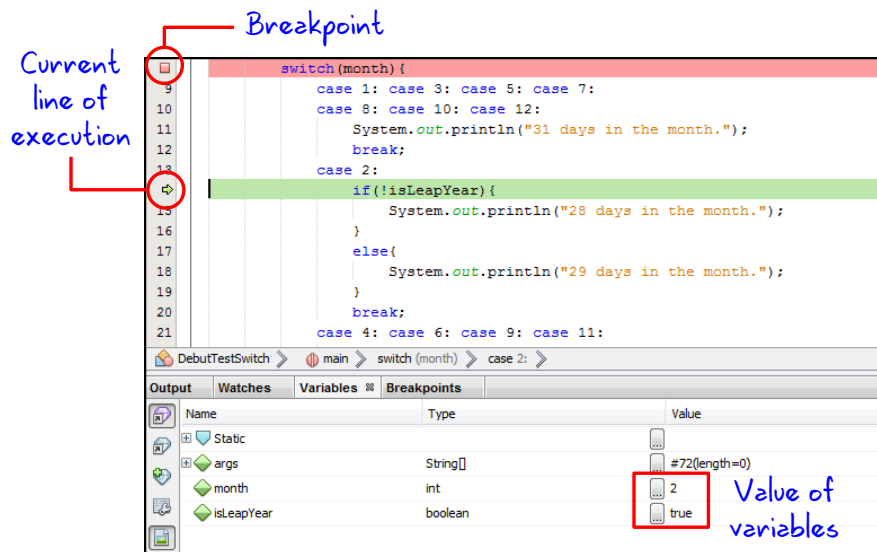 Breakpoint
Current
line of
execution
switch(month){
9 case 1: case 3: case 5: case 7:
10 case 8: case 10: case 12:
11 System.out.println("31 days in the month.");
12 break;
13 case 2:
if(!isLeapYear){
15 System.out.println("28 days in the month.");
16 }
17 else{
18 System.out.println("29 days in the month.");
19 }
20 break;
21 case 4: case 6: case 9: case 11:
DebutTestSwitch main switch (month) case 2:
Output Watches Variables Breakpoints
Name Type Value
Static ...
args String[] ... #72(length=0)
month int ... 2
isLeapYear boolean ... true
Value of
variables